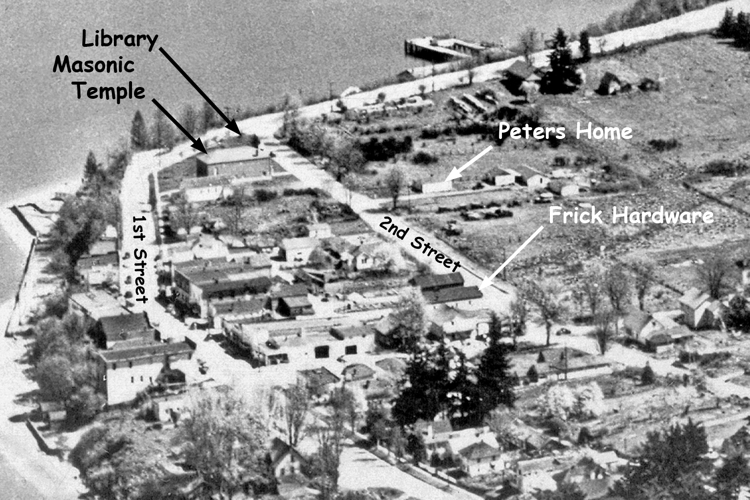 Library
Masonic
Temple
Peters Home
Frick Hardware
1st Street
2nd Street